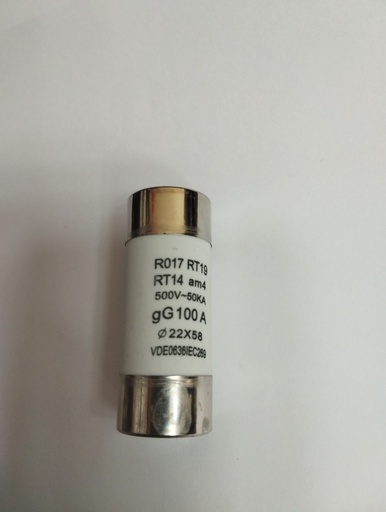 R017 RT19
RT14 am4
500V~50KA
gG100A
Ø22X58
VDE0636IEC269